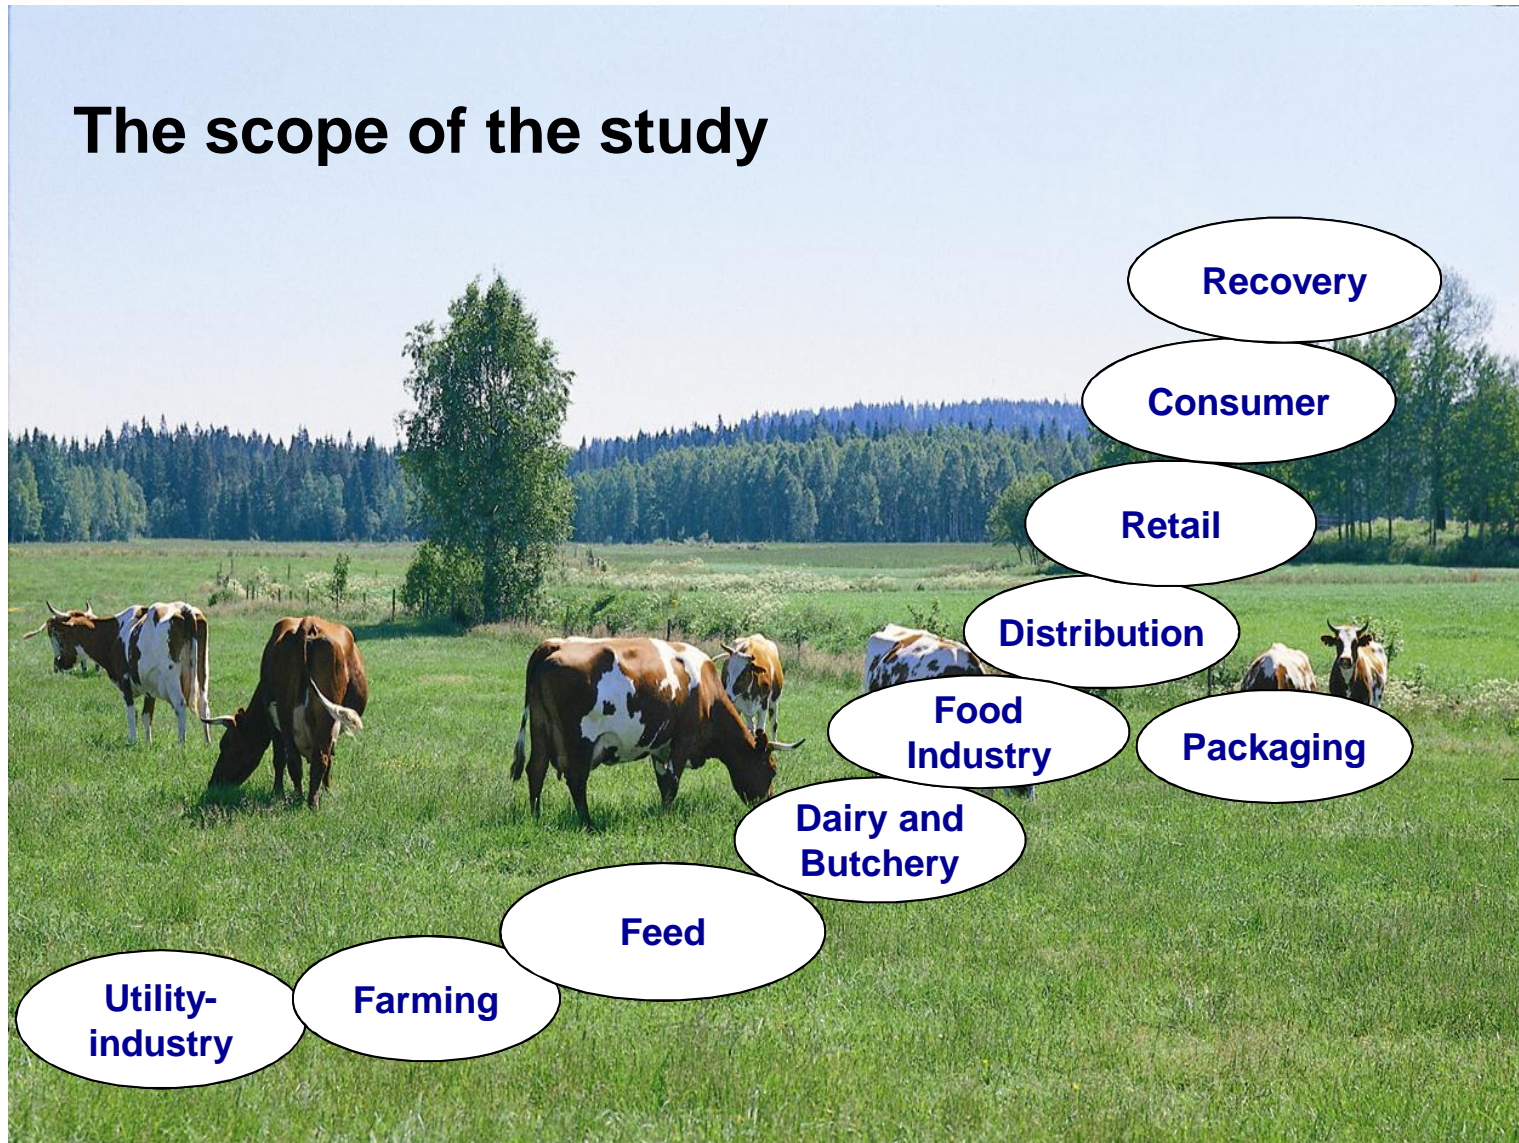 The scope of the study
Recovery
Consumer
Retail
Distribution
Food
Industry
Packaging
Dairy and
Butchery
Feed
Farming
Utility-
industry